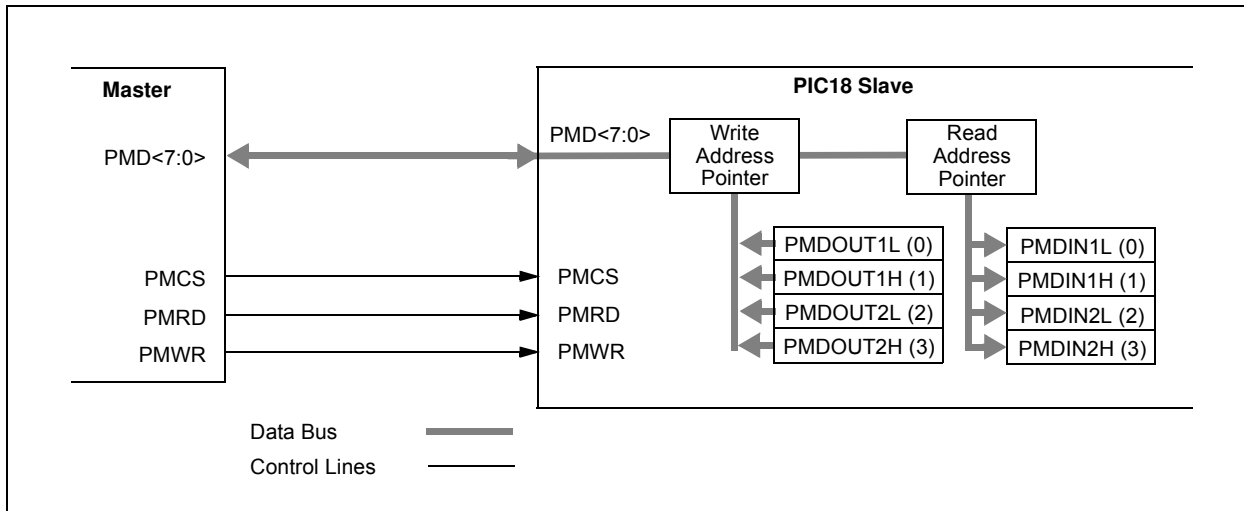 Master
PIC18 Slave
PMD<7:0>
PMD<7:0>
Write
Address
Pointer
Read
Address
Pointer
PMDOUT1L (0)
PMDOUT1H (1)
PMDOUT2L (2)
PMDOUT2H (3)
PMDIN1L (0)
PMDIN1H (1)
PMDIN2L (2)
PMDIN2H (3)
PMCS
PMCS
PMRD
PMRD
PMWR
PMWR
Data Bus
Control Lines